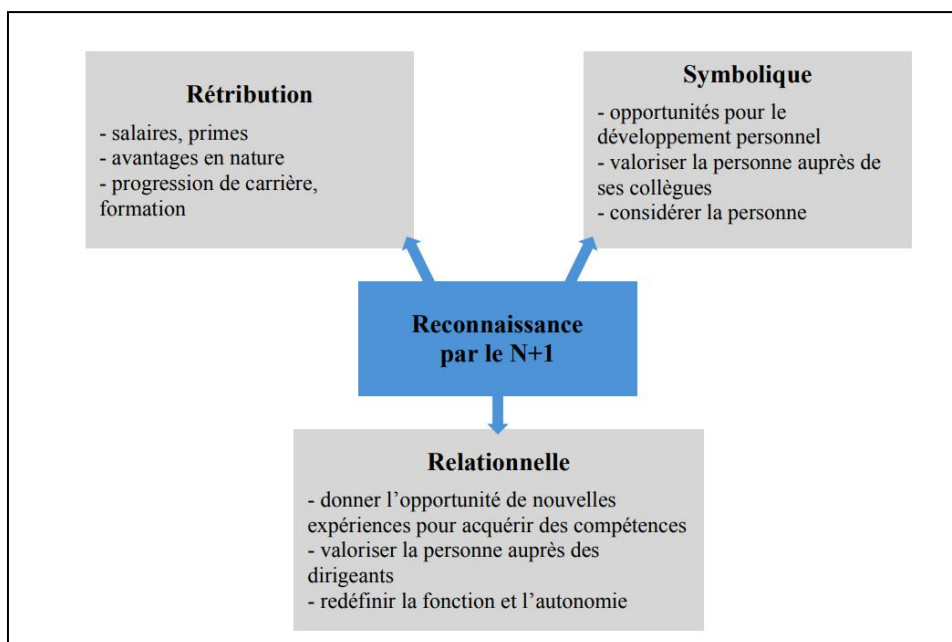 Rétribution
- salaires, primes
- avantages en nature
- progression de carrière,
formation
Symbolique
- opportunités pour le
développement personnel
- valoriser la personne auprès de
ses collègues
- considérer la personne
Reconnaissance
par le N+1
Relationnelle
- donner l’opportunité de nouvelles
expériences pour acquérir des compétences
- valoriser la personne auprès des
dirigeants
- redéfinir la fonction et l’autonomie